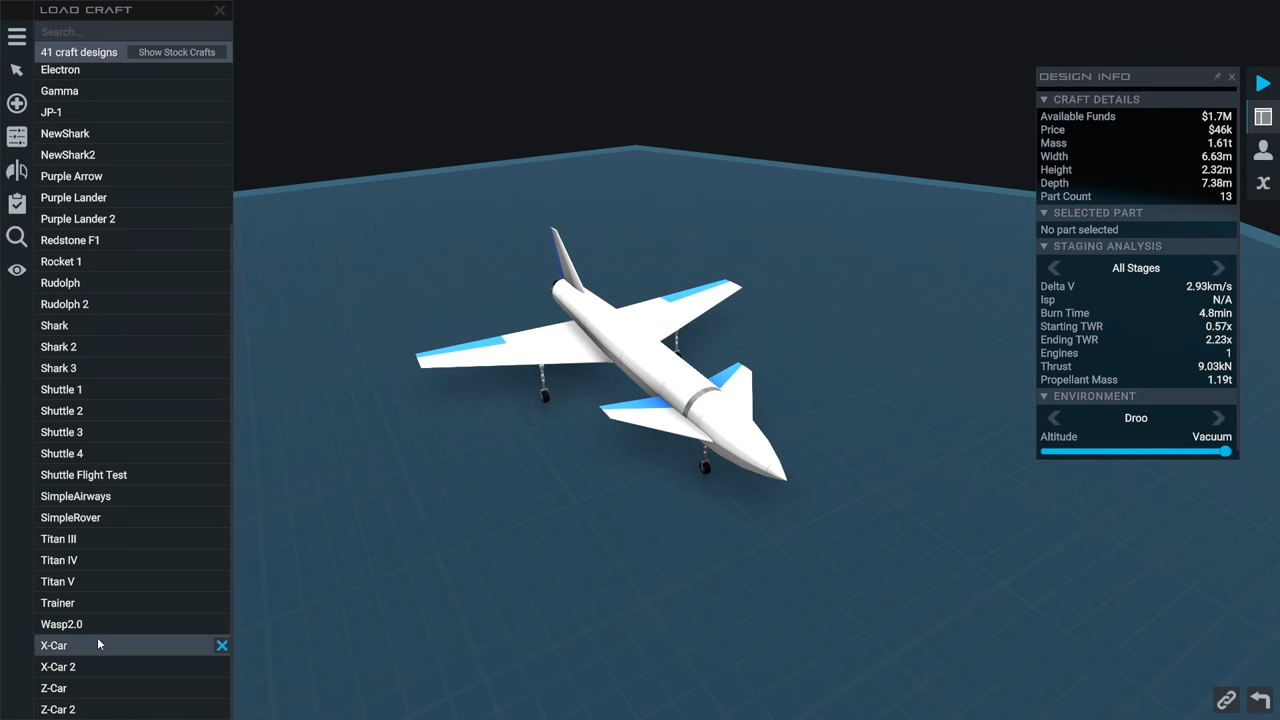 LOAD CRAFT
Search...
41 craft designs Show Stock Crafts
Electron
Gamma
JP-1
NewShark
NewShark2
Purple Arrow
Purple Lander
Purple Lander 2
Redstone F1
Rocket 1
Rudolph
Rudolph 2
Shark
Shark 2
Shark 3
Shuttle 1
Shuttle 2
Shuttle 3
Shuttle 4
Shuttle Flight Test
SimpleAirways
SimpleRover
Titan III
Titan IV
Titan V
Trainer
Wasp2.0
X-Car
X-Car 2
Z-Car
Z-Car 2
DESIGN INFO
CRAFT DETAILS
Available Funds $1.7M
Price $46k
Mass 1.61t
Width 6.63m
Height 2.32m
Depth 7.38m
Part Count 13
SELECTED PART
No part selected
STAGING ANALYSIS
All Stages
Delta V 2.93km/s
Isp N/A
Burn Time 4.8min
Starting TWR 0.57x
Ending TWR 2.23x
Engines 1
Thrust 9.03kN
Propellant Mass 1.19t
ENVIRONMENT
Droo
Altitude Vacuum